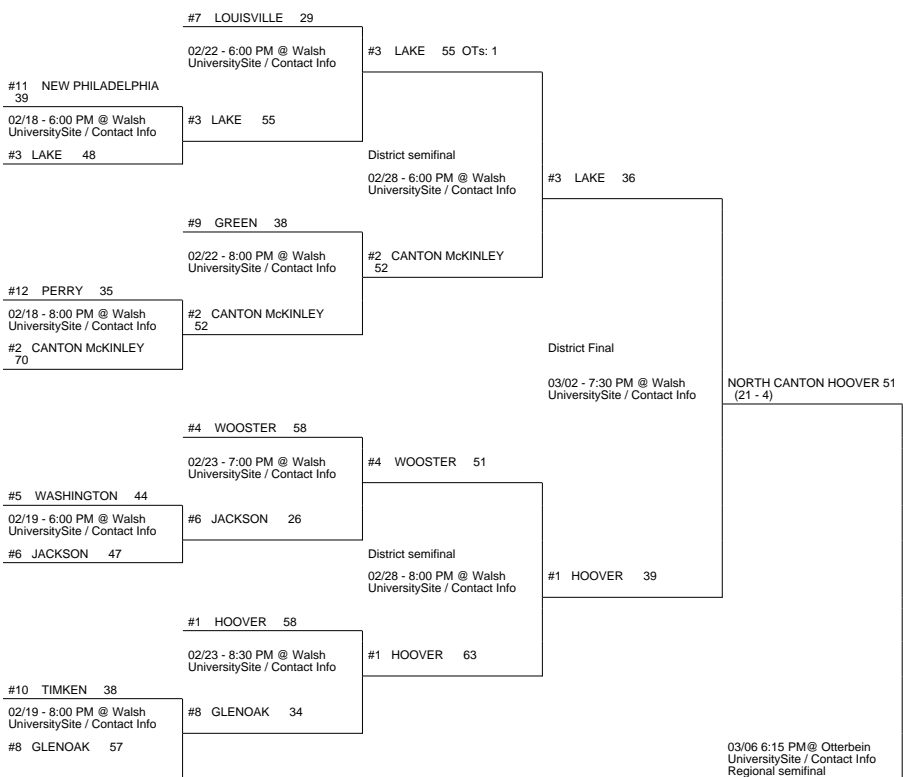 #7 LOUISVILLE 29
02/22 - 6:00 PM @ Walsh
UniversitySite / Contact Info
#3 LAKE 55 OTs: 1
#11 NEW PHILADELPHIA
39
02/18 - 6:00 PM @ Walsh
UniversitySite / Contact Info
#3 LAKE 55
#3 LAKE 48
District semifinal
02/28 - 6:00 PM @ Walsh
UniversitySite / Contact Info
#3 LAKE 36
#9 GREEN 38
02/22 - 8:00 PM @ Walsh
UniversitySite / Contact Info
#2 CANTON McKINLEY
52
#12 PERRY 35
02/18 - 8:00 PM @ Walsh
UniversitySite / Contact Info
#2 CANTON McKINLEY
52
#2 CANTON McKINLEY
70
District Final
03/02 - 7:30 PM @ Walsh
UniversitySite / Contact Info
NORTH CANTON HOOVER 51
(21 - 4)
#4 WOOSTER 58
02/23 - 7:00 PM @ Walsh
UniversitySite / Contact Info
#4 WOOSTER 51
#5 WASHINGTON 44
02/19 - 6:00 PM @ Walsh
UniversitySite / Contact Info
#6 JACKSON 26
#6 JACKSON 47
District semifinal
02/28 - 8:00 PM @ Walsh
UniversitySite / Contact Info
#1 HOOVER 39
#1 HOOVER 58
02/23 - 8:30 PM @ Walsh
UniversitySite / Contact Info
#1 HOOVER 63
#10 TIMKEN 38
02/19 - 8:00 PM @ Walsh
UniversitySite / Contact Info
#8 GLENOAK 34
#8 GLENOAK 57
03/06 6:15 PM@ Otterbein
UniversitySite / Contact Info
Regional semifinal